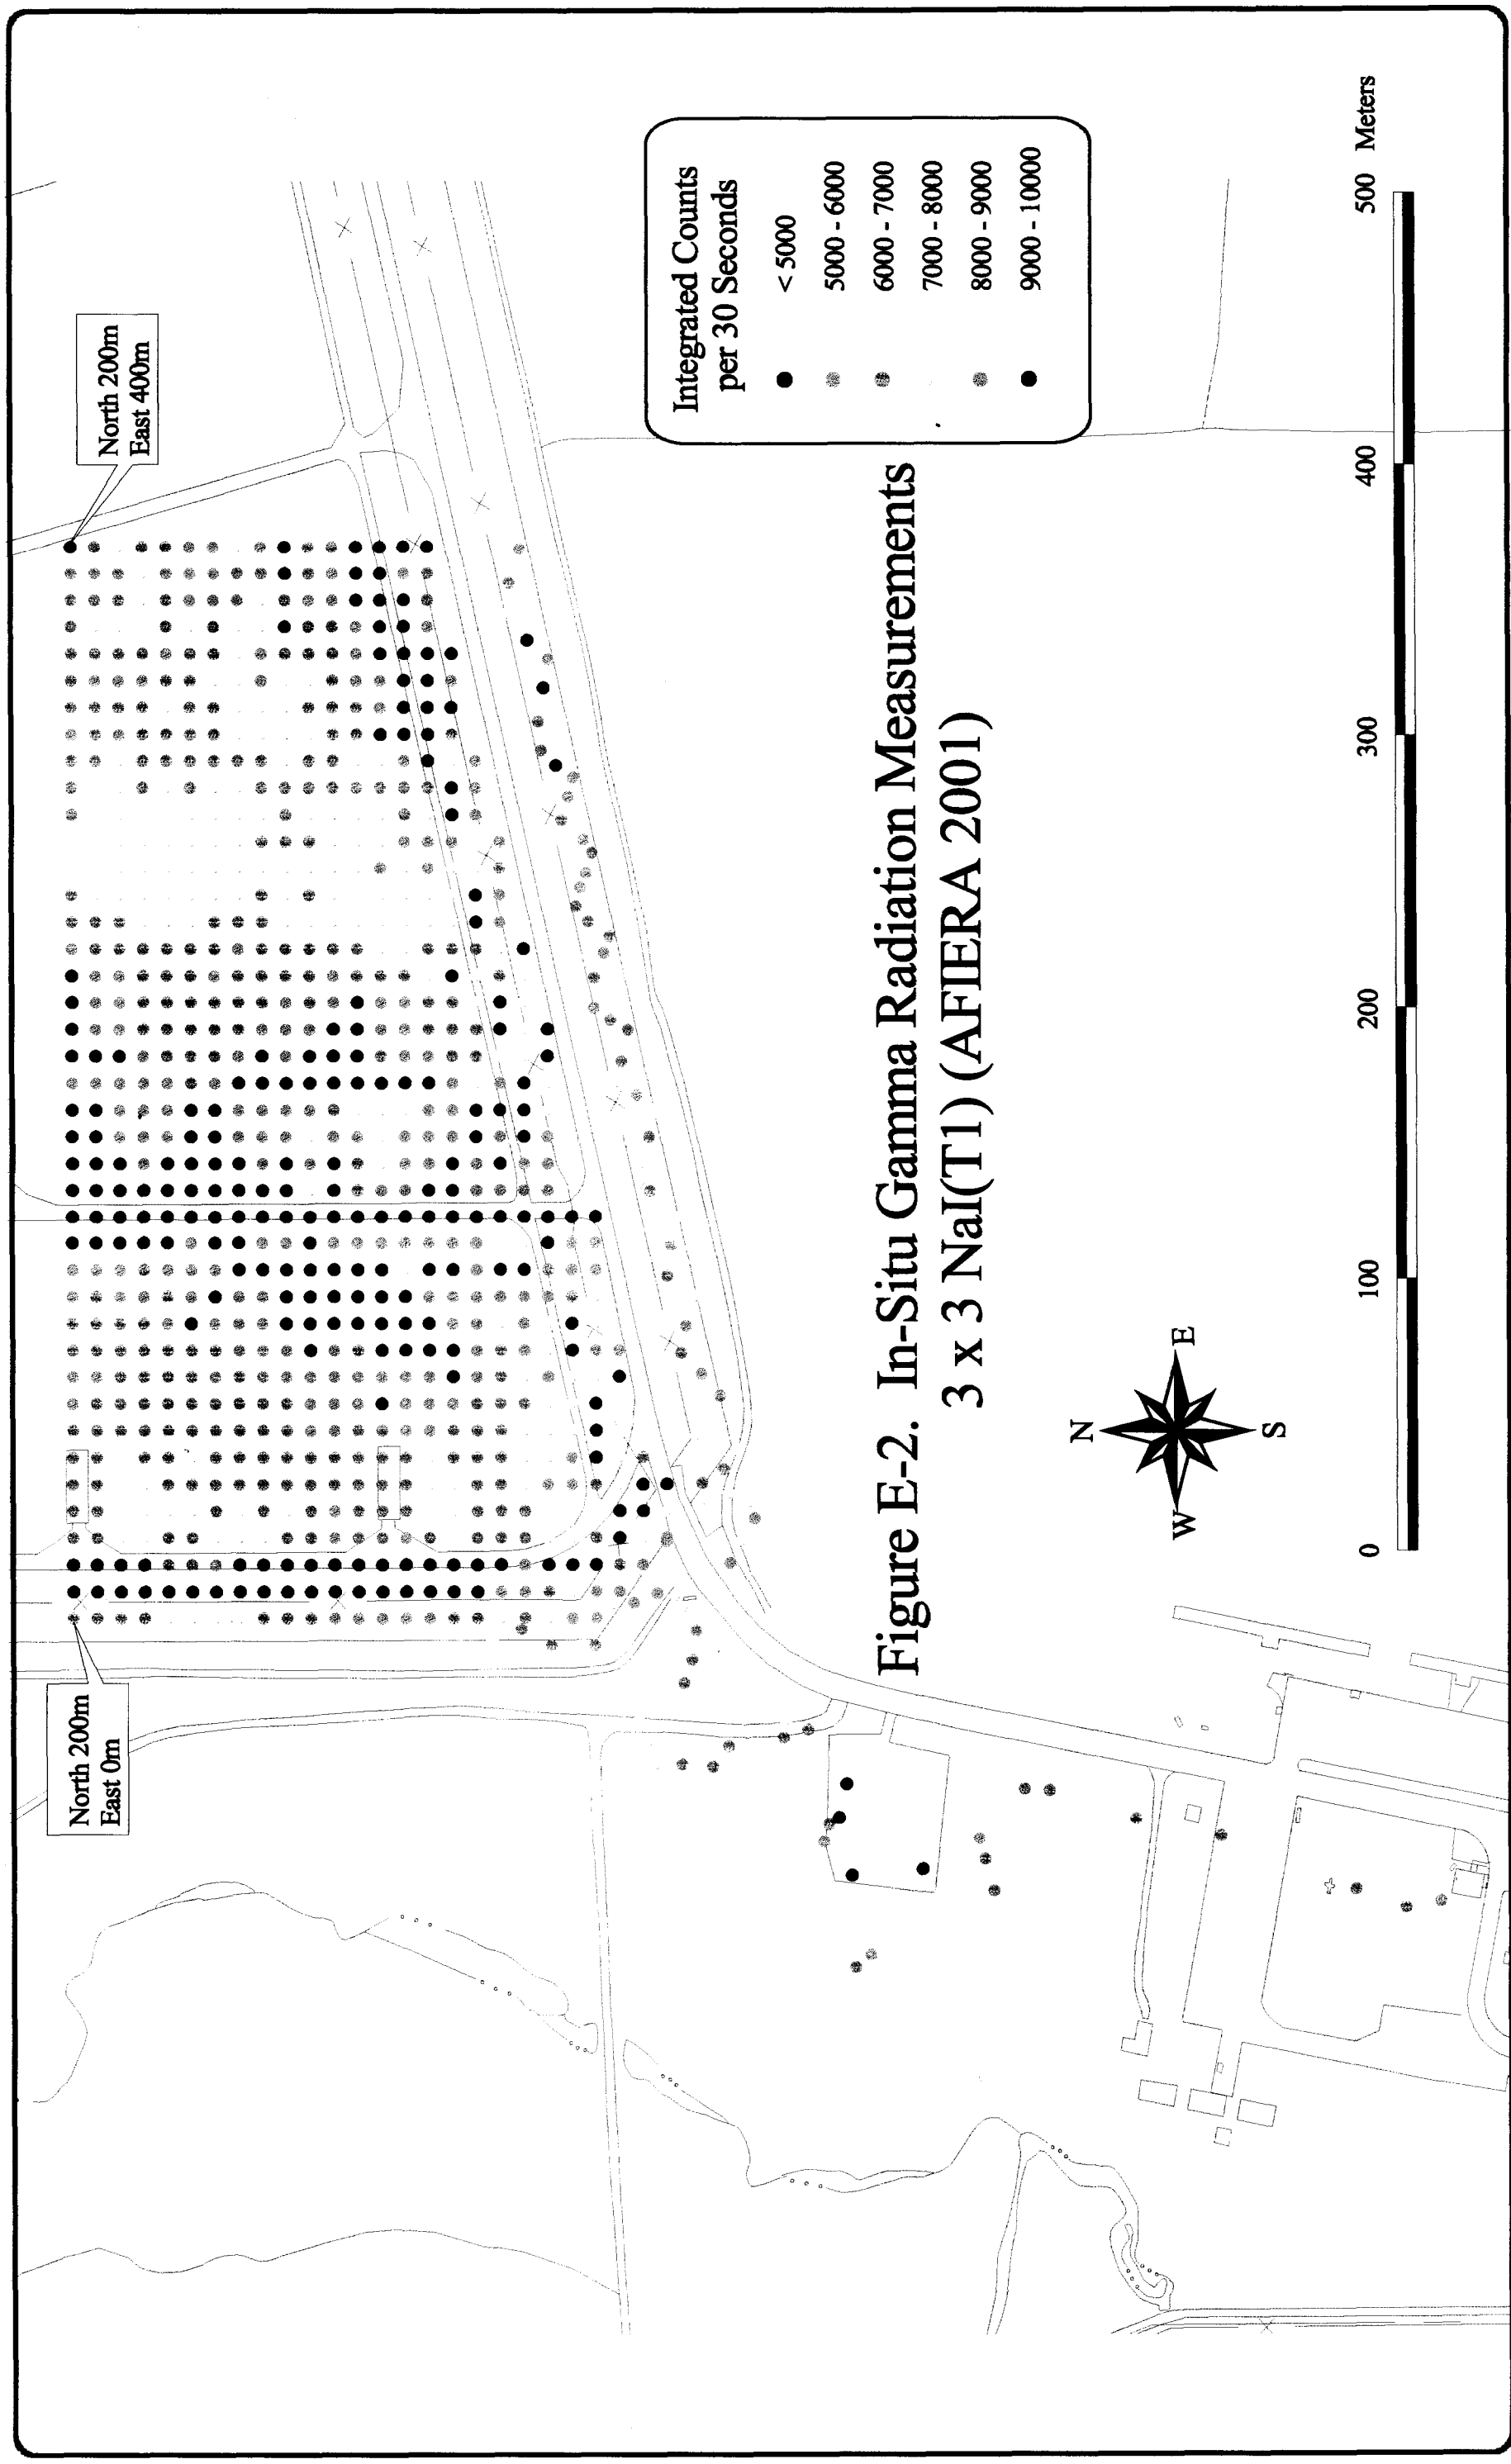 North 200m
East 0m
North 200m
East 400m
Integrated Counts
per 30 Seconds
< 5000
5000 - 6000
6000 - 7000
7000 - 8000
8000 - 9000
9000 - 10000
Figure E-2. In-Situ Gamma Radiation Measurements
3 x 3 NaI(T1) (AFIERA 2001)
N
W
E
S
0
100
200
300
400
500 Meters